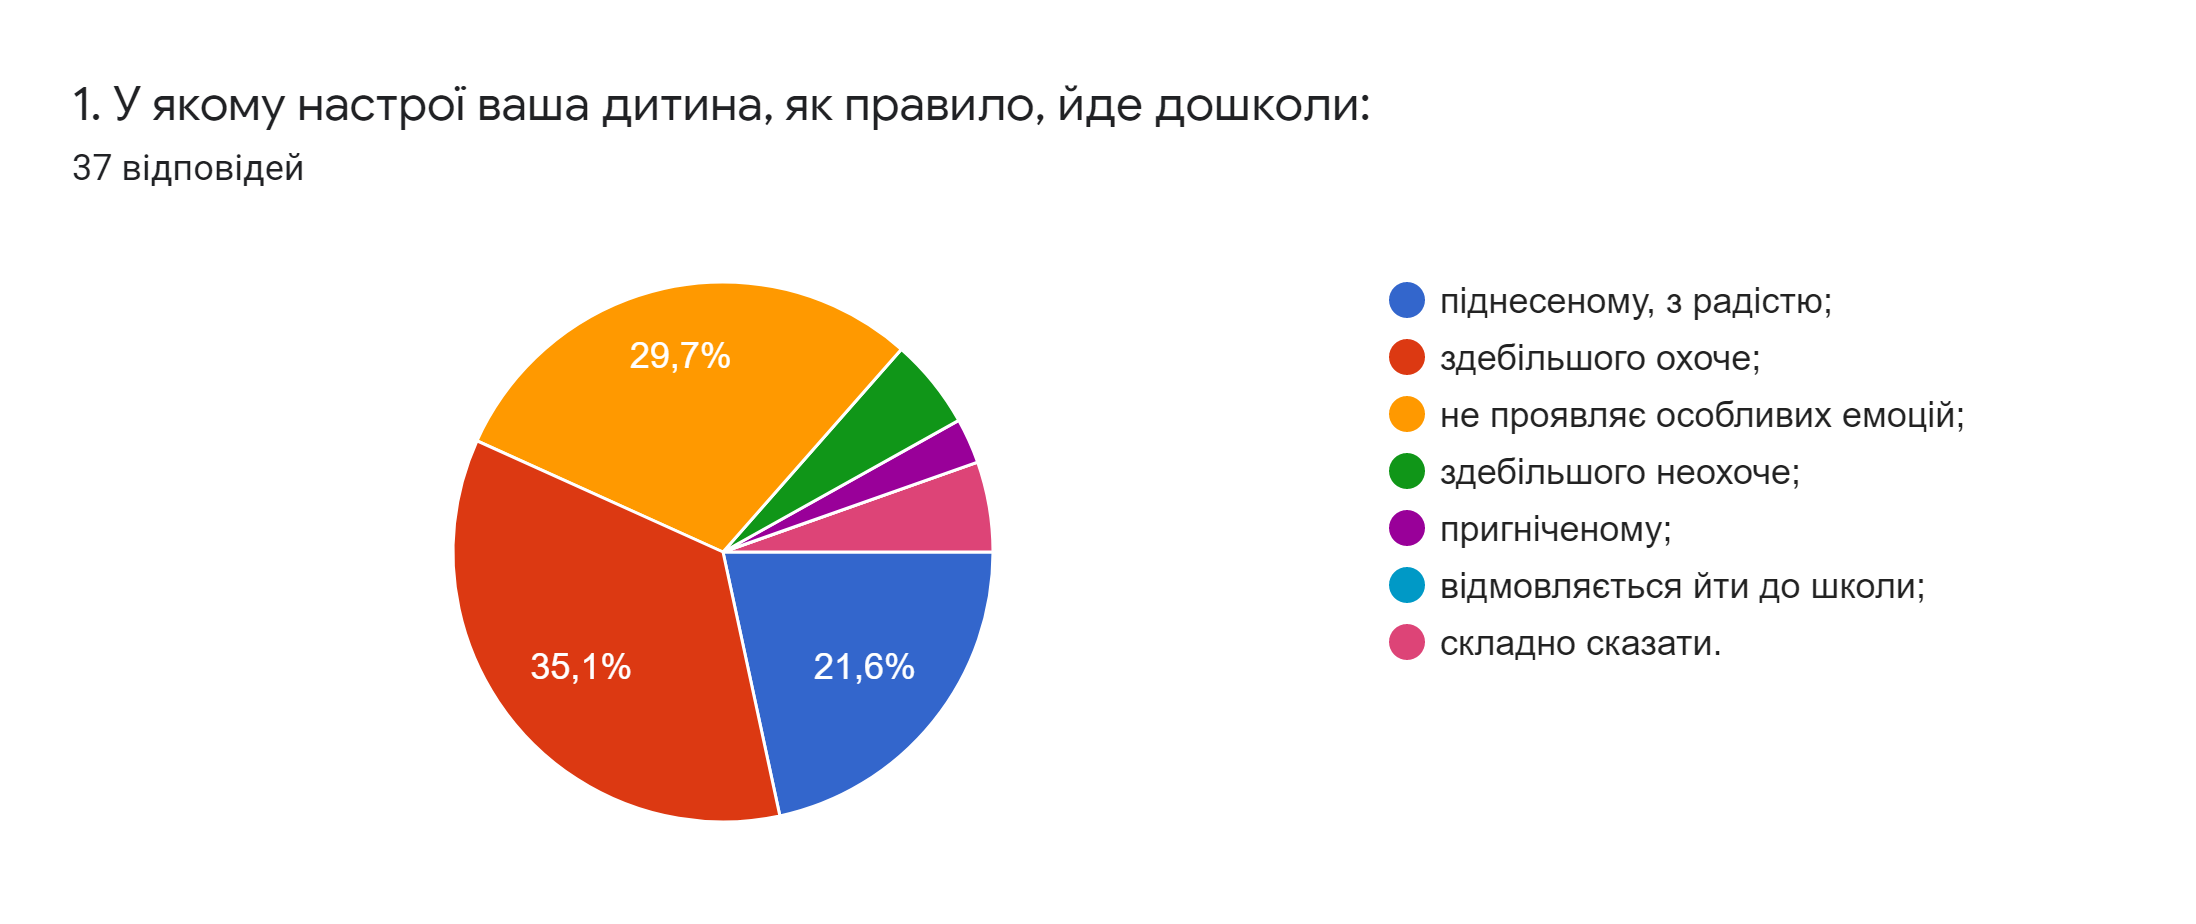 1. У якому настрої ваша дитина, як правило, йде дошколи:
37 відповідей
29,7%
35,1%
21,6%
піднесеному, з радістю;
здебільшого охоче;
не проявляє особливих емоцій;
здебільшого неохоче;
пригніченому;
відмовляється йти до школи;
складно сказати.